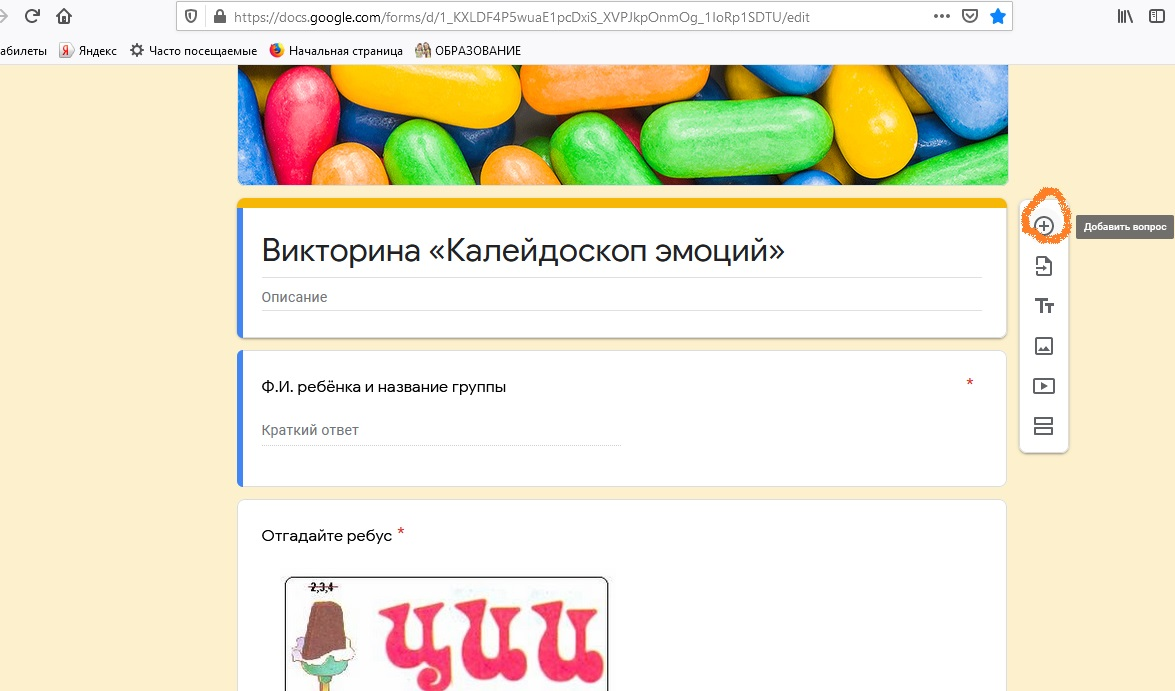 https://docs.google.com/forms/d/1_KXLDF4P5wuaE1pcDxiS_XVPJkpOnmOg_1IoRp1SDTU/edit
абилеты Яндекс Часто посещаемые Начальная страница ОБРАЗОВАНИЕ
Викторина «Калейдоскоп эмоций»
Добавить вопрос
Описание
Ф.И. ребёнка и название группы *
Краткий ответ
Отгадайте ребус *
2,3,4
ЦИИ